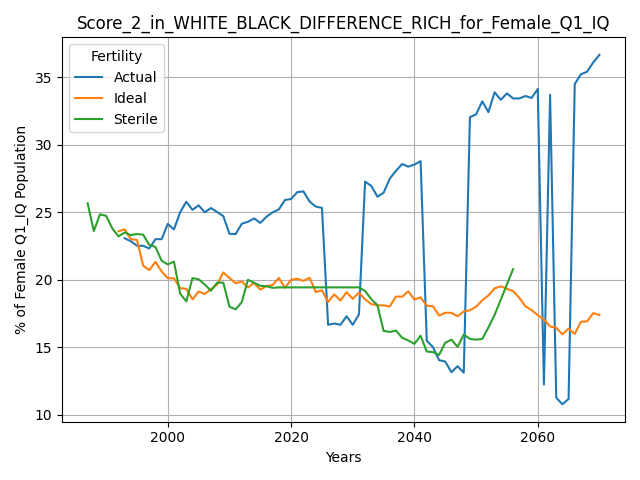 Score_2_in_WHITE_BLACK_DIFFERENCE_RICH_for_Female_Q1_IQ
Fertility
Actual
Ideal
Sterile
% of Female Q1_IQ Population
35
30
25
20
15
10
2000
2020
2040
2060
Years